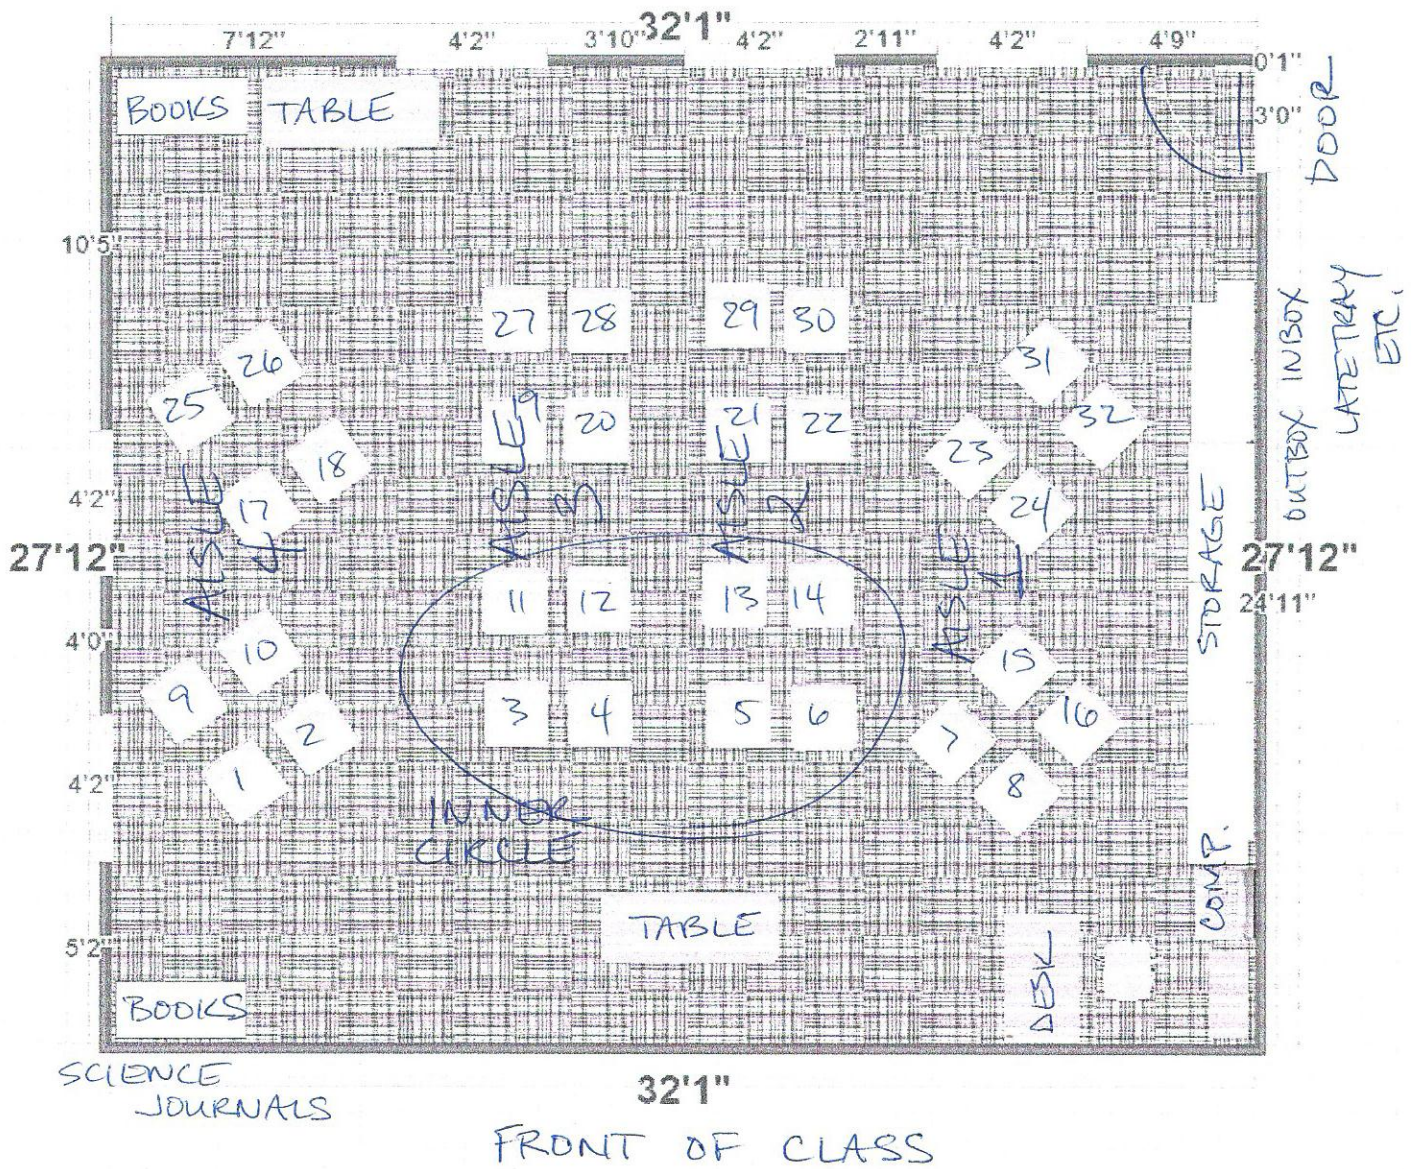 32'1"
7'12" 4'2" 3'10" 4'2" 2'11" 4'2" 4'9"
0'1"
BOOKS TABLE
3'0"
DOOR
10'5"
27 28 29 30
OUTBOX INBOX
LATETRAY
ETC.
26 31
25 19 20 21 22 32
18 23
17 24
4'2"
AISLE
4
AISLE
3
AISLE
2
AISLE
1
STORAGE
27'12" 27'12"
24'11"
11 12 13 14
4'0"
10 15
9 3 4 5 6 16
2 7
1 8
4'2"
INNER
CIRCLE
COMP.
TABLE
5'2"
DESK
BOOKS
SCIENCE
JOURNALS
32'1"
FRONT OF CLASS